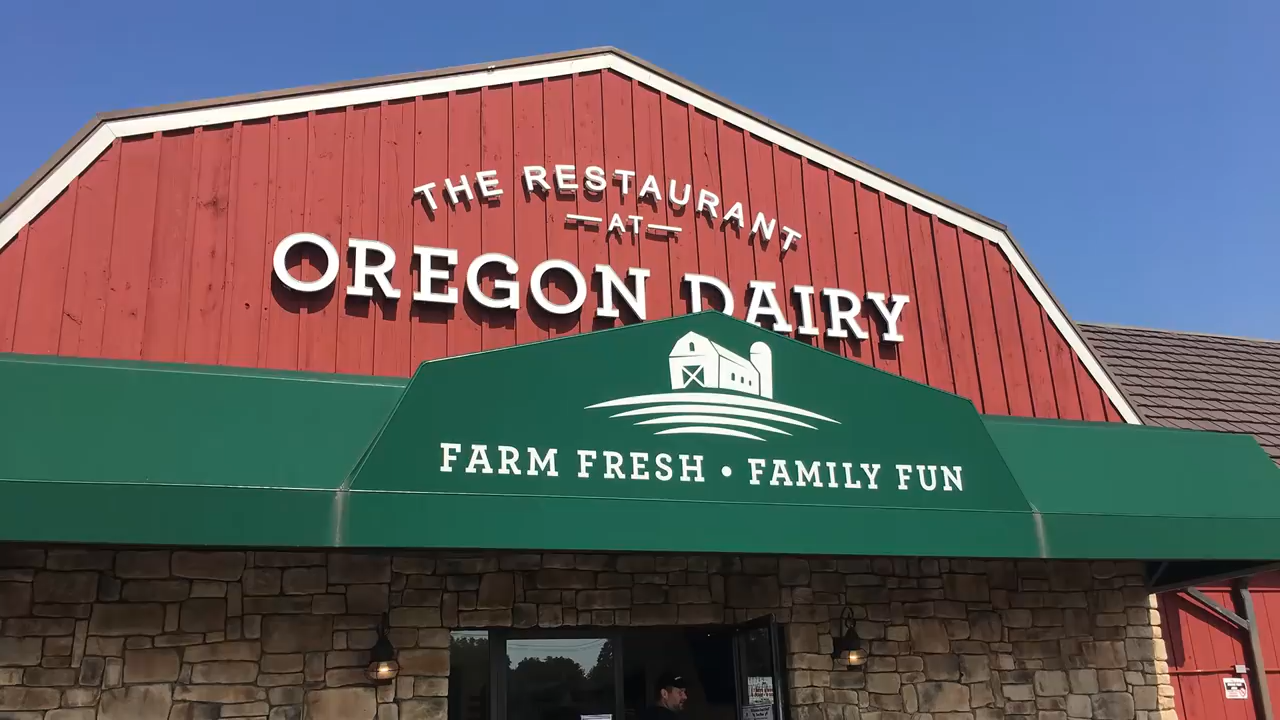 THE RESTAURANT
AT
OREGON DAIRY
FARM FRESH • FAMILY FUN